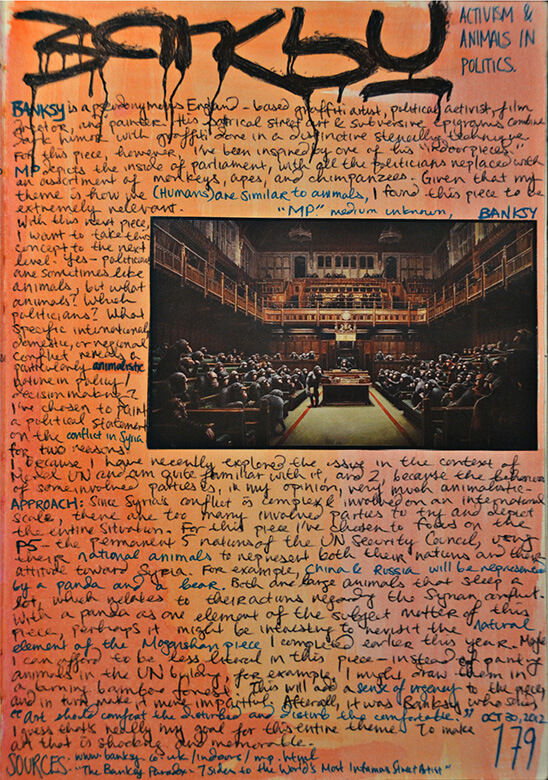 BANKSY
ACTIVISM &
ANIMALS IN
POLITICS.
BANKSY is a pseudonymous England-based graffiti artist, political activist, film
director, and painter. His satirical street art & subversive epigrams combine
dark humor with graffiti done in a distinctive stenciling technique.
For this piece, however, I've been inspired by one of his "indoor pieces".
MP depicts the inside of parliament, with all the politicians replaced with
an assortment of monkeys, apes, and chimpanzees. Given that my
theme is how we (humans) are similar to animals, I found this piece to be
extremely relevant.
"MP" medium unknown, BANKSY
With this next piece,
I want to take this
concept to the next
level. Yes - politicians
are sometimes like
animals, but what
animals? Which
politicians? What
specific international,
domestic, or regional
conflict reveals a
particularly animalistic
nature in policy/
decision making?
I've chosen to paint
a political statement
on the conflict in Syria
for two reasons:
1, because I have recently explored the issue in the context of
Model UN and am quite familiar with it, and 2, because the behaviors
of some involved parties is, in my opinion, very much animalistic-
APPROACH: Since Syria's conflict is complex & involved on an international
scale, there are too many involved parties to try and depict
the entire situation. For this piece I've chosen to focus on the
P5 - the permanent 5 nations of the UN Security Council, using
their national animals to represent both their nations and their
attitude toward Syria. For example, China & Russia will be represented
by a panda and a bear. Both are large animals that sleep a
lot, which relates to their actions regarding the Syrian conflict.
With a panda as one element of the subject matter of this
piece, perhaps it might be interesting to revisit the natural
element of the Mogushan piece I completed earlier this year. Maybe
I can afford to be less literal in this piece - instead of painting
animals in the UN building, for example, I might draw them in
a burning bamboo forest. This will add a sense of urgency to the piece,
and in turn make it more impactful. After all, it was Banksy who said
"Art should comfort the disturbed and disturb the comfortable." OCT 30, 2012
I guess that's really my goal for this entire theme. To make
art that is shocking and memorable.
SOURCES: www.banksy.co.uk/indoors/mp.html
"The Banksy Paradox - 7 Sides to the World's Most Infamous Street Artist"
179